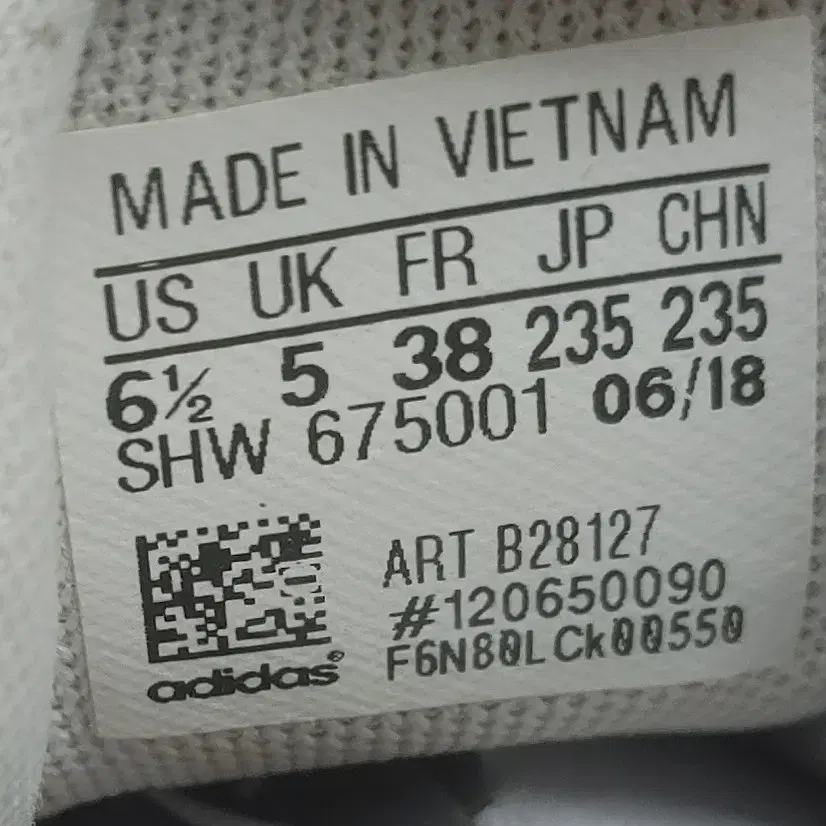 MADE IN VIETNAM
US UK FR JP CHN
6½ 5 38 235 235
SHW 675001 06/18
ART B28127
#120650090
F6N80LCk00550
adidas®